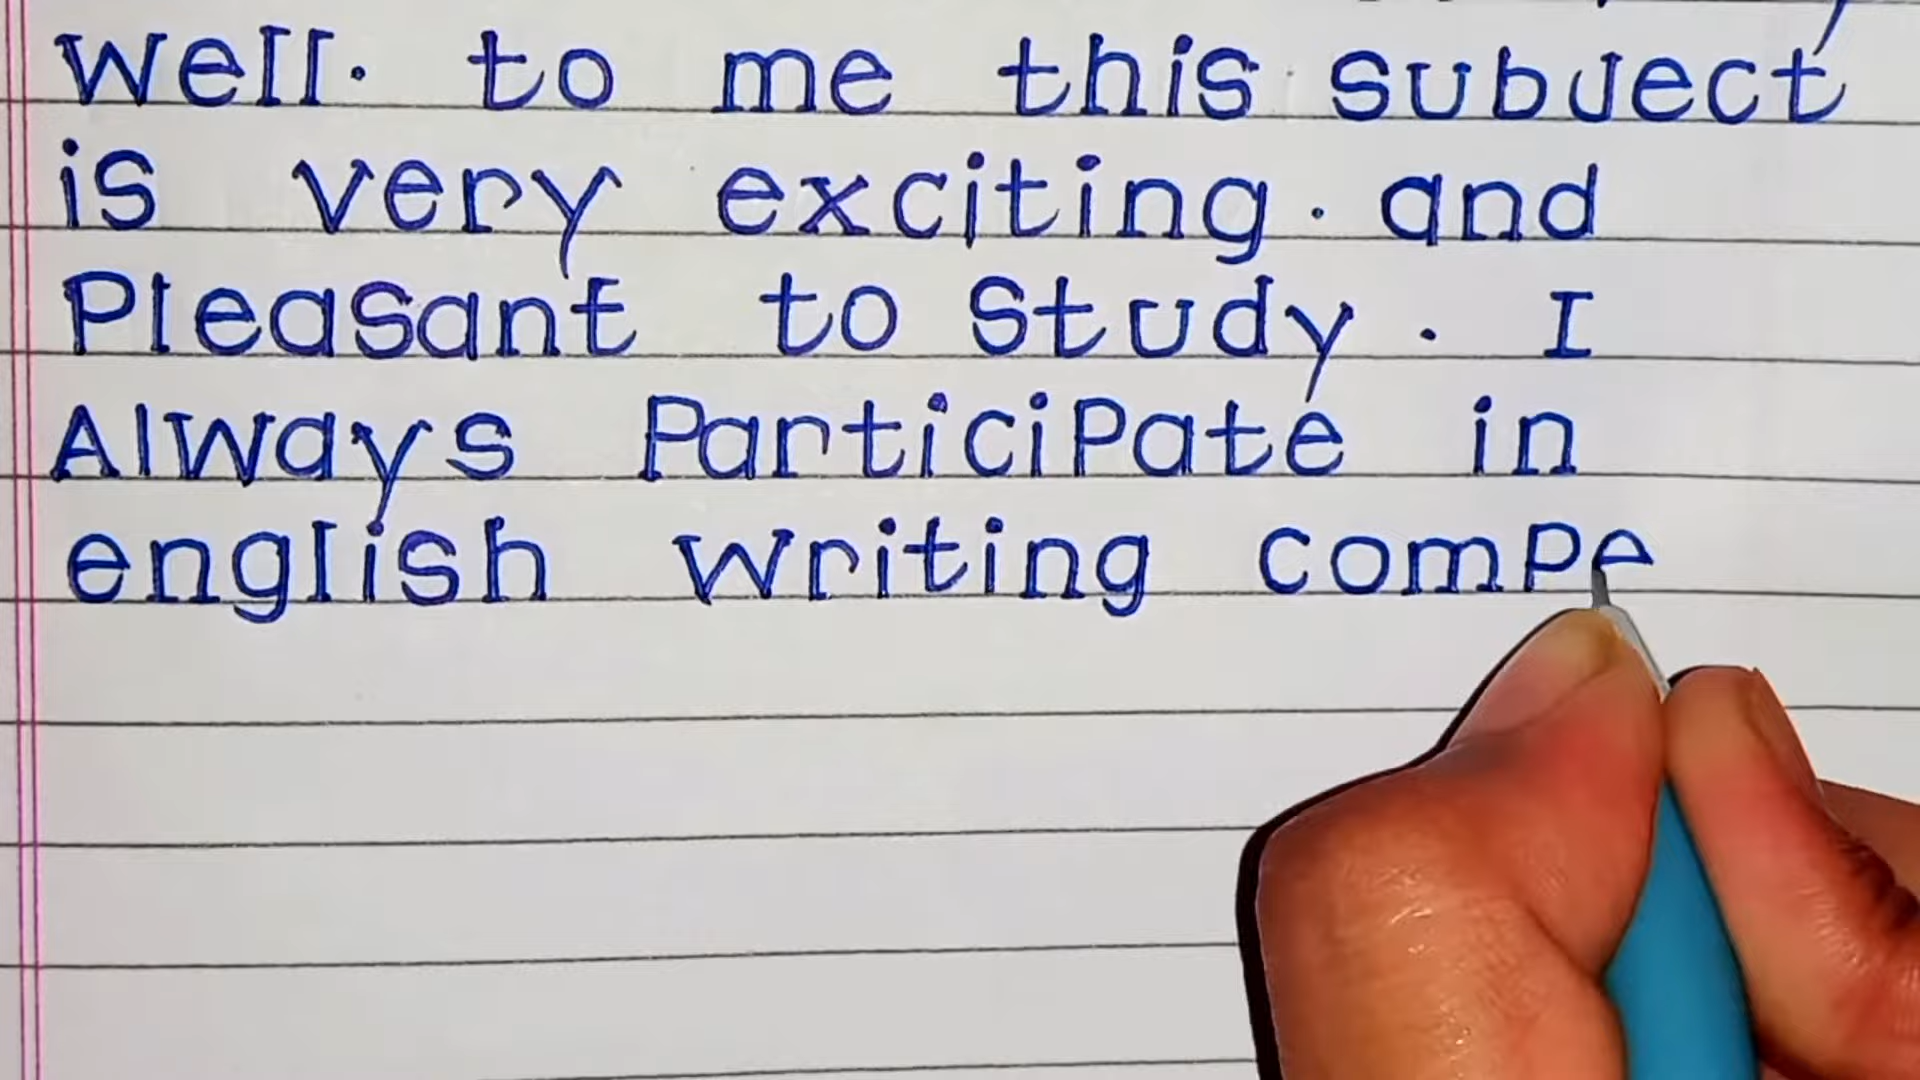 well. to me this subject
is very exciting. and
Pleasant to study. I
Always ParticiPate in
english writing compe